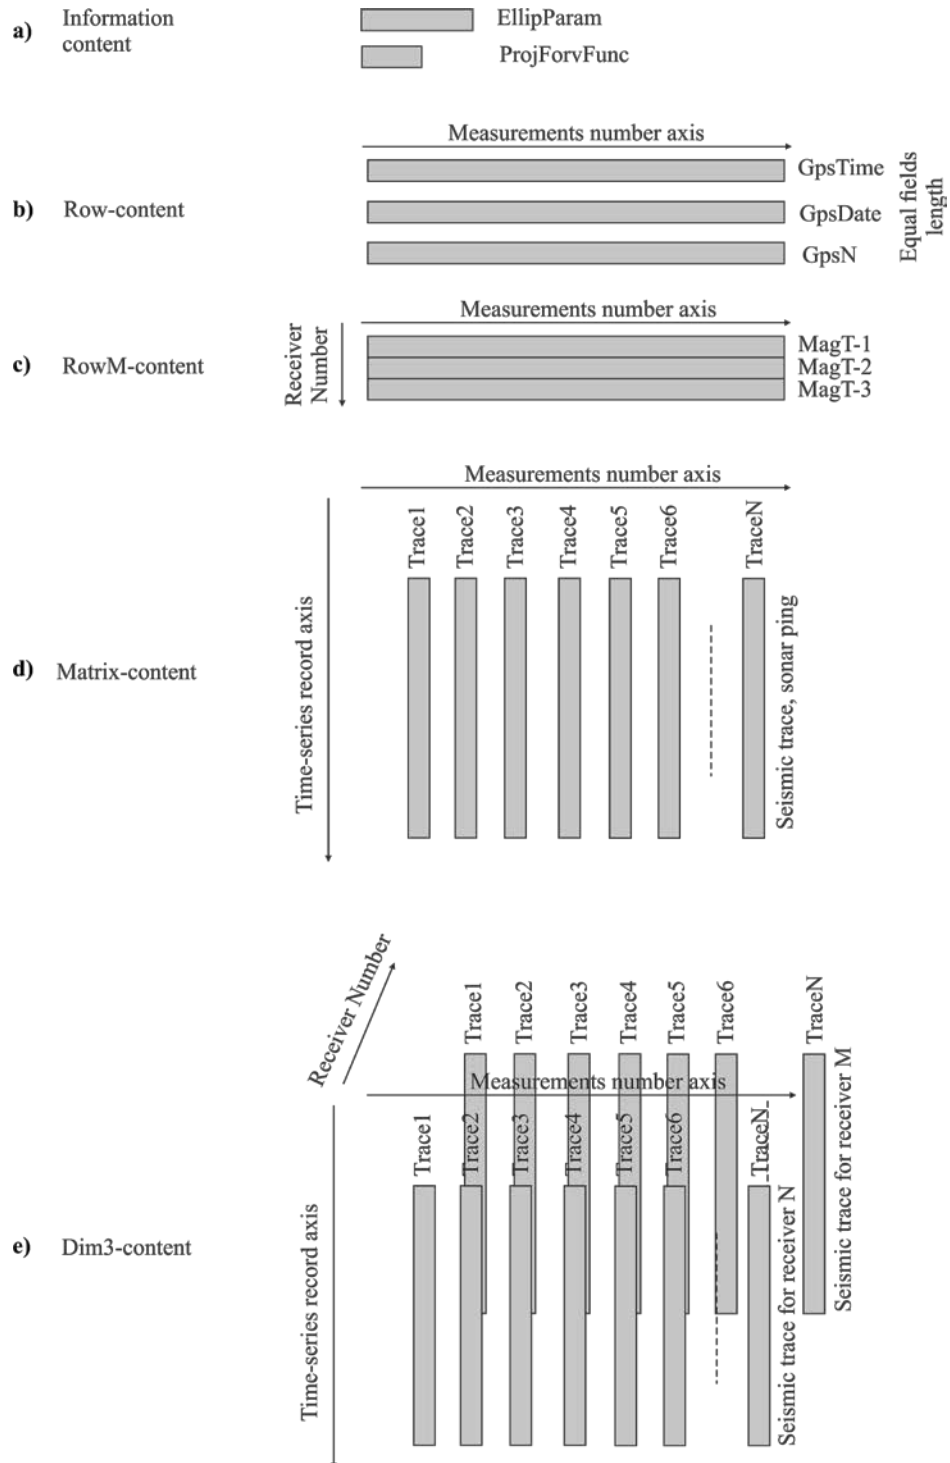 a) Information content
EllipParam
ProjForvFunc
Measurements number axis
b) Row-content
GpsTime
GpsDate
GpsN
Equal fields length
Measurements number axis
c) RowM-content
Receiver Number
MagT-1
MagT-2
MagT-3
Measurements number axis
d) Matrix-content
Time-series record axis
Trace1
Trace2
Trace3
Trace4
Trace5
Trace6
TraceN
Seismic trace, sonar ping
Receiver Number
Trace1
Trace2
Trace3
Trace4
Trace5
Trace6
TraceN
Measurements number axis
e) Dim3-content
Time-series record axis
Trace1
Trace2
Trace3
Trace4
Trace5
Trace6
TraceN
Seismic trace for receiver N
Seismic trace for receiver M